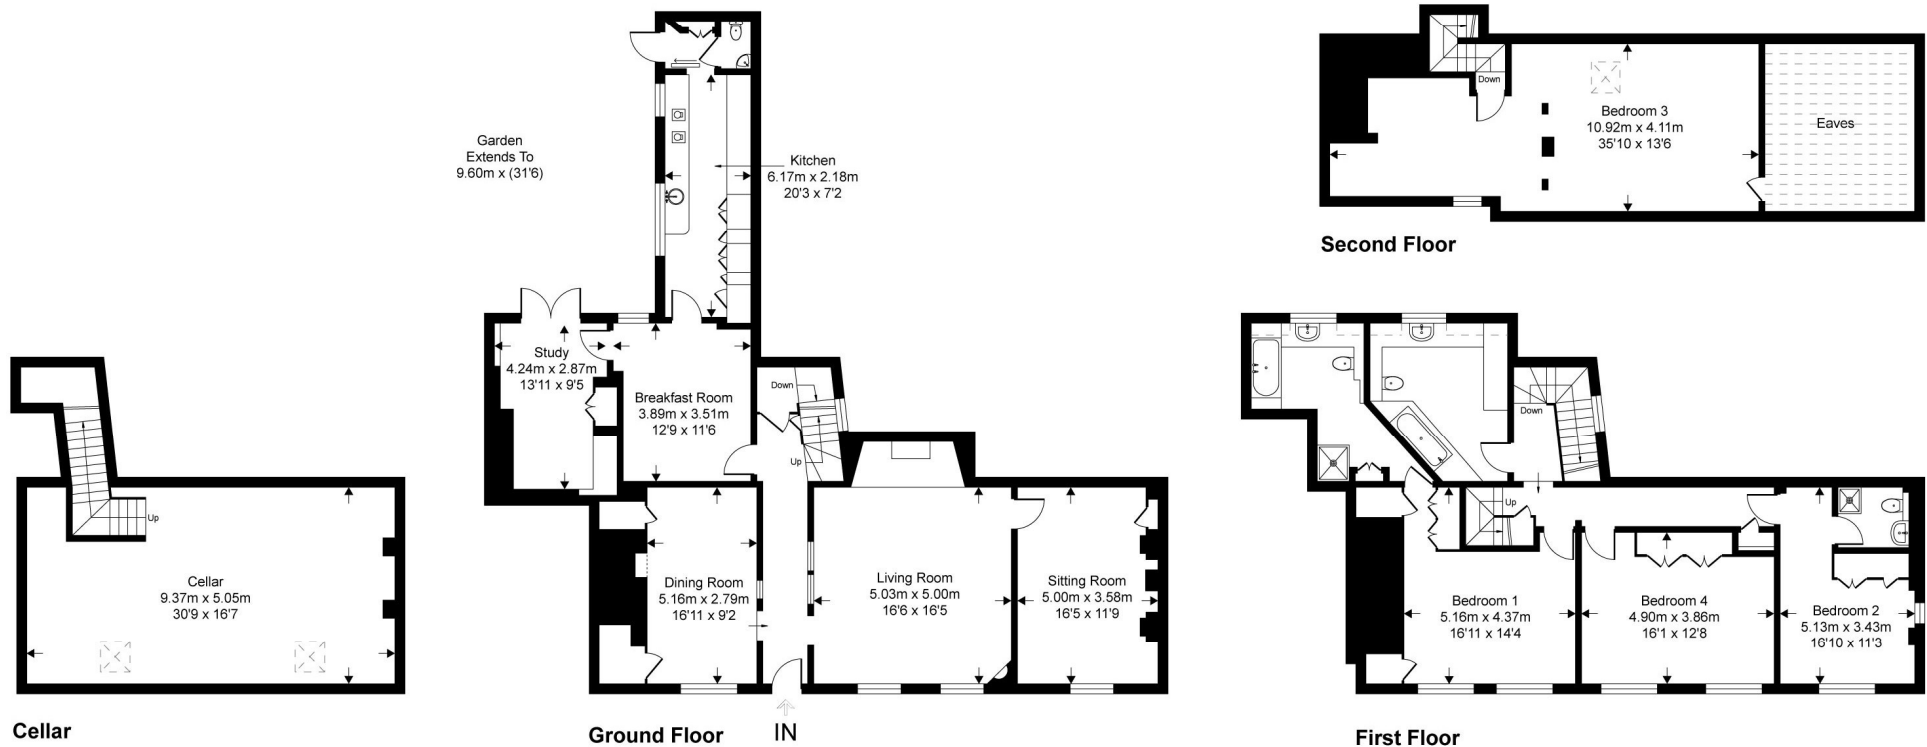 Up
Cellar
9.37m x 5.05m
30'9 x 16'7
Cellar
Garden
Extends To
9.60m x (31'6)
Kitchen
6.17m x 2.18m
20'3 x 7'2
Study
4.24m x 2.87m
13'11 x 9'5
Breakfast Room
3.89m x 3.51m
12'9 x 11'6
Down
Up
Dining Room
5.16m x 2.79m
16'11 x 9'2
Living Room
5.03m x 5.00m
16'6 x 16'5
Sitting Room
5.00m x 3.58m
16'5 x 11'9
Ground Floor
IN
Down
Bedroom 3
10.92m x 4.11m
35'10 x 13'6
Eaves
Second Floor
Down
Up
Bedroom 1
5.16m x 4.37m
16'11 x 14'4
Bedroom 4
4.90m x 3.86m
16'1 x 12'8
Bedroom 2
5.13m x 3.43m
16'10 x 11'3
First Floor